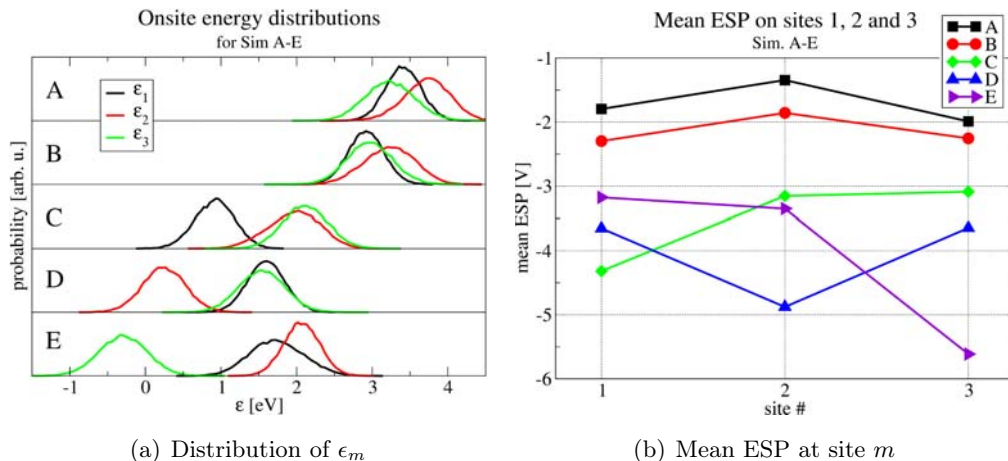 Onsite energy distributions
for Sim A-E
A
B
C
D
E
ε₁
ε₂
ε₃
probability [arb. u.]
-1 0 1 2 3 4
ε [eV]
(a) Distribution of ϵₘ
Mean ESP on sites 1, 2 and 3
Sim. A-E
A
B
C
D
E
-1
-2
-3
-4
-5
-6
mean ESP [V]
1 2 3
site #
(b) Mean ESP at site m